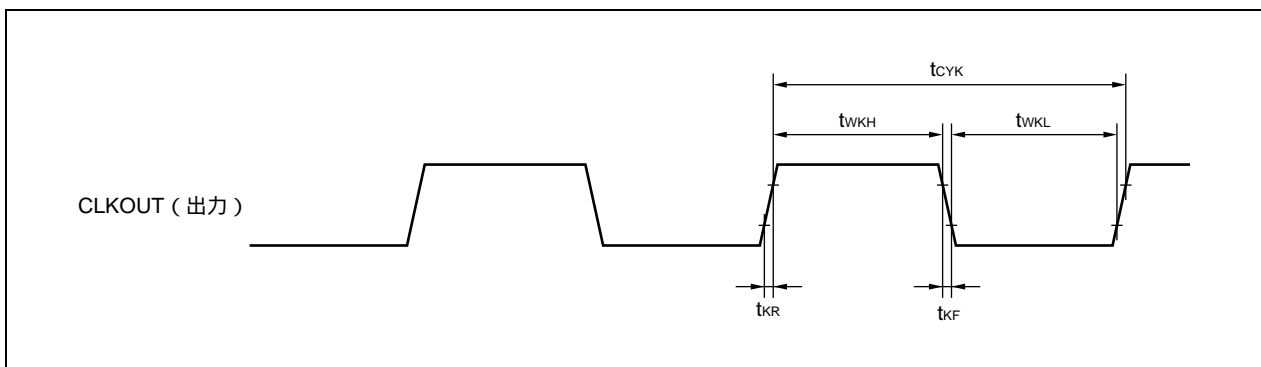 tCYK
tWKH
tWKL
CLKOUT（出力）
tKR
tKF